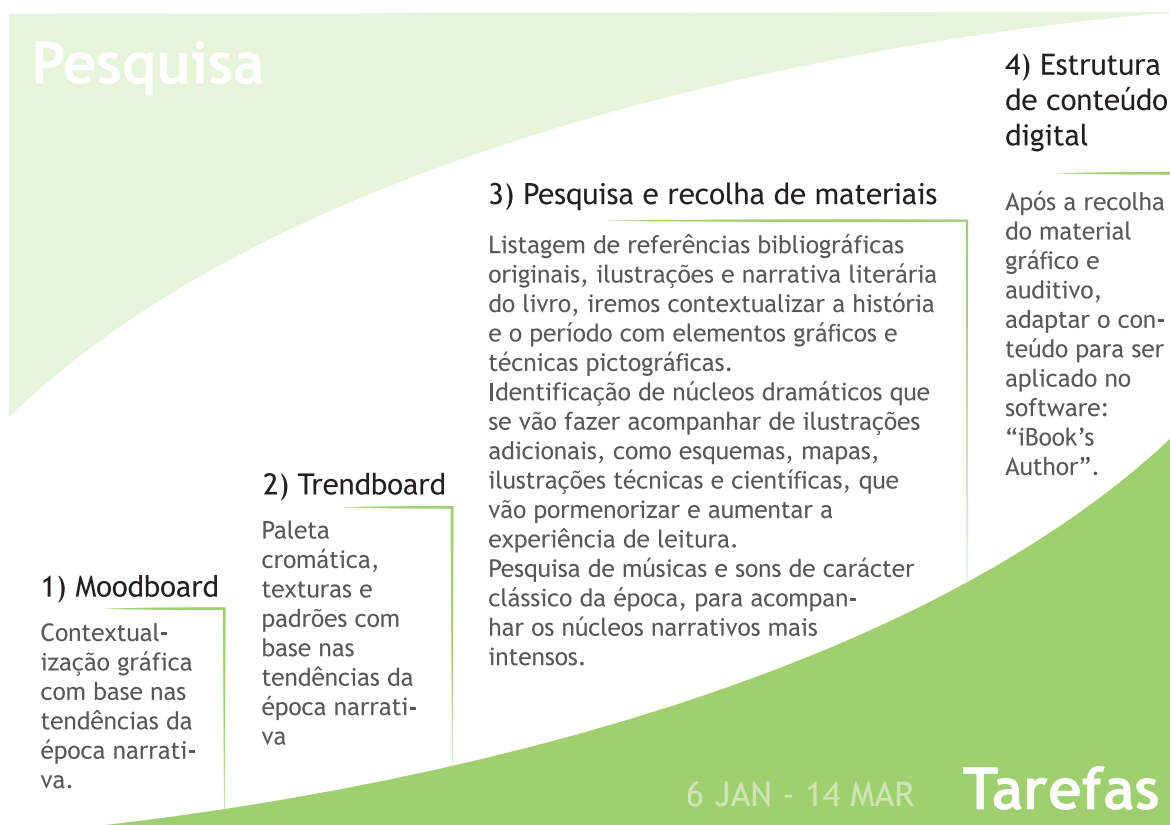 Pesquisa
1) Moodboard
Contextual-
ização gráfica
com base nas
tendências da
época narrati-
va.
2) Trendboard
Paleta
cromática,
texturas e
padrões com
base nas
tendências da
época narrati-
va
3) Pesquisa e recolha de materiais
Listagem de referências bibliográficas
originais, ilustrações e narrativa literária
do livro, iremos contextualizar a história
e o período com elementos gráficos e
técnicas pictográficas.
Identificação de núcleos dramáticos que
se vão fazer acompanhar de ilustrações
adicionais, como esquemas, mapas,
ilustrações técnicas e científicas, que
vão pormenorizar e aumentar a
experiência de leitura.
Pesquisa de músicas e sons de carácter
clássico da época, para acompan-
har os núcleos narrativos mais
intensos.
4) Estrutura
de conteúdo
digital
Após a recolha
do material
gráfico e
auditivo,
adaptar o con-
teúdo para ser
aplicado no
software:
“iBook’s
Author”.
6 JAN - 14 MAR
Tarefas